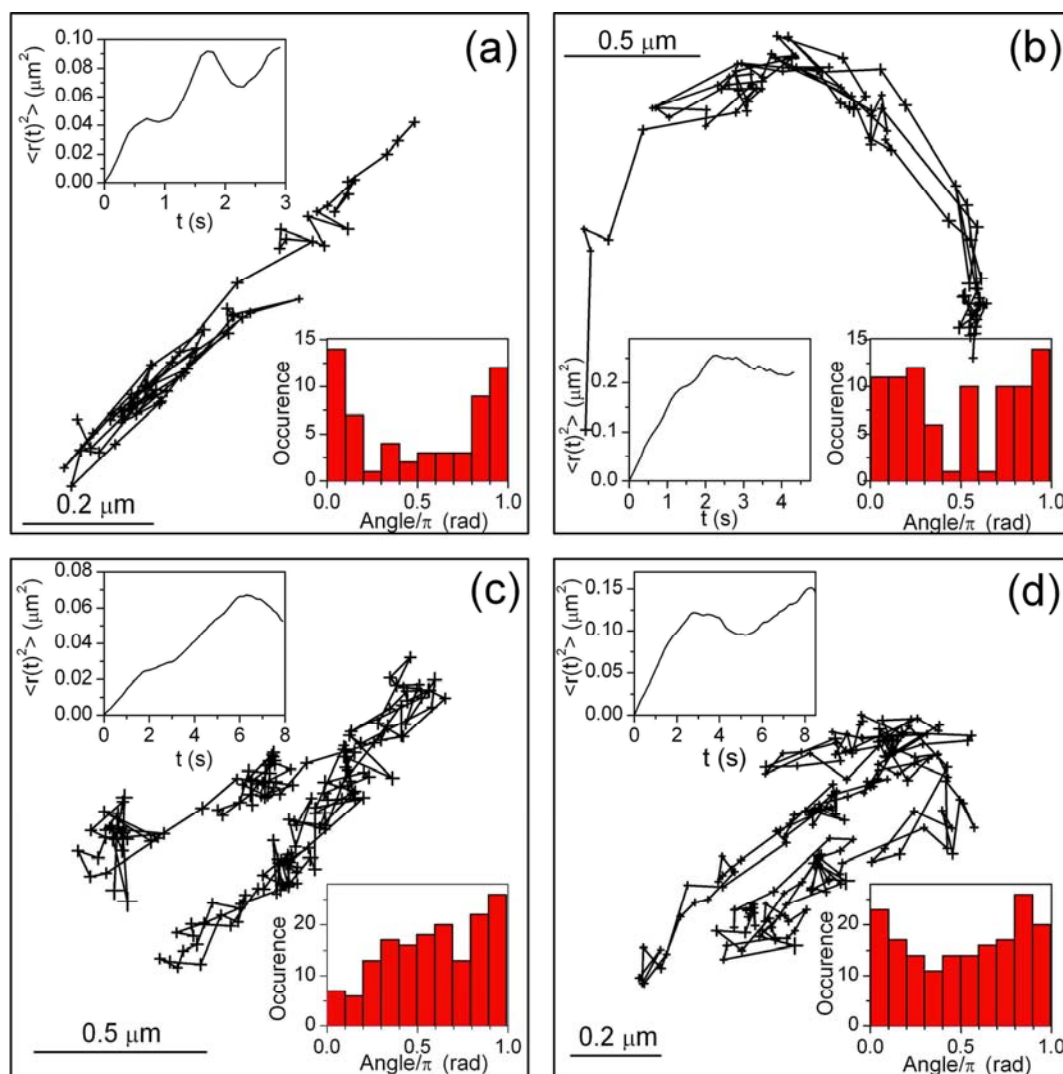 (a)
<r(t)²> (μm²)
0.10
0.08
0.06
0.04
0.02
0.00
0 1 2 3
t (s)
0.2 μm
Occurence
15
10
5
0
0.0 0.5 1.0
Angle/π (rad)
(b)
0.5 μm
<r(t)²> (μm²)
0.2
0.1
0.0
0 1 2 3 4
t (s)
Occurence
15
10
5
0
0.0 0.5 1.0
Angle/π (rad)
(c)
<r(t)²> (μm²)
0.08
0.06
0.04
0.02
0.00
0 2 4 6 8
t (s)
0.5 μm
Occurence
20
10
0
0.0 0.5 1.0
Angle/π (rad)
(d)
<r(t)²> (μm²)
0.15
0.10
0.05
0.00
0 2 4 6 8
t (s)
0.2 μm
Occurence
20
10
0
0.0 0.5 1.0
Angle/π (rad)